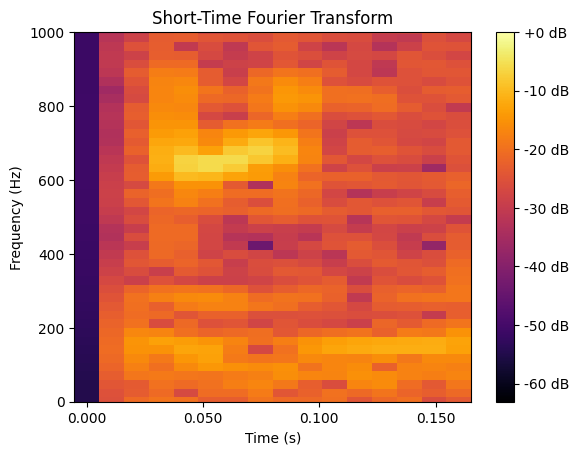 Short-Time Fourier Transform
1000
800
600
400
200
0
Frequency (Hz)
0.000
0.050
0.100
0.150
Time (s)
+0 dB
-10 dB
-20 dB
-30 dB
-40 dB
-50 dB
-60 dB